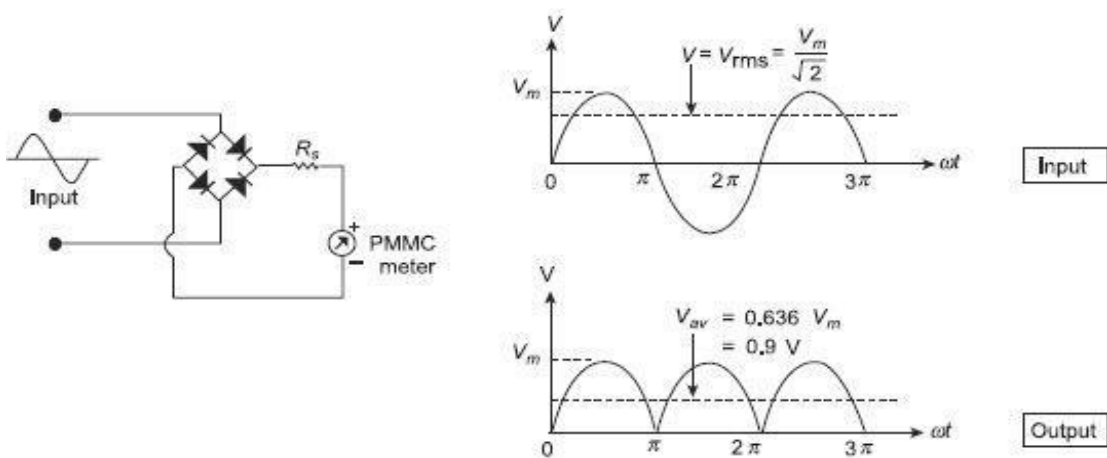 Input
R_s
+
−
PMMC
meter
V
V = V_rms = V_m / √2
V_m
0
π
2π
3π
ωt
Input
V
V_av = 0.636 V_m
= 0.9 V
V_m
0
π
2π
3π
ωt
Output